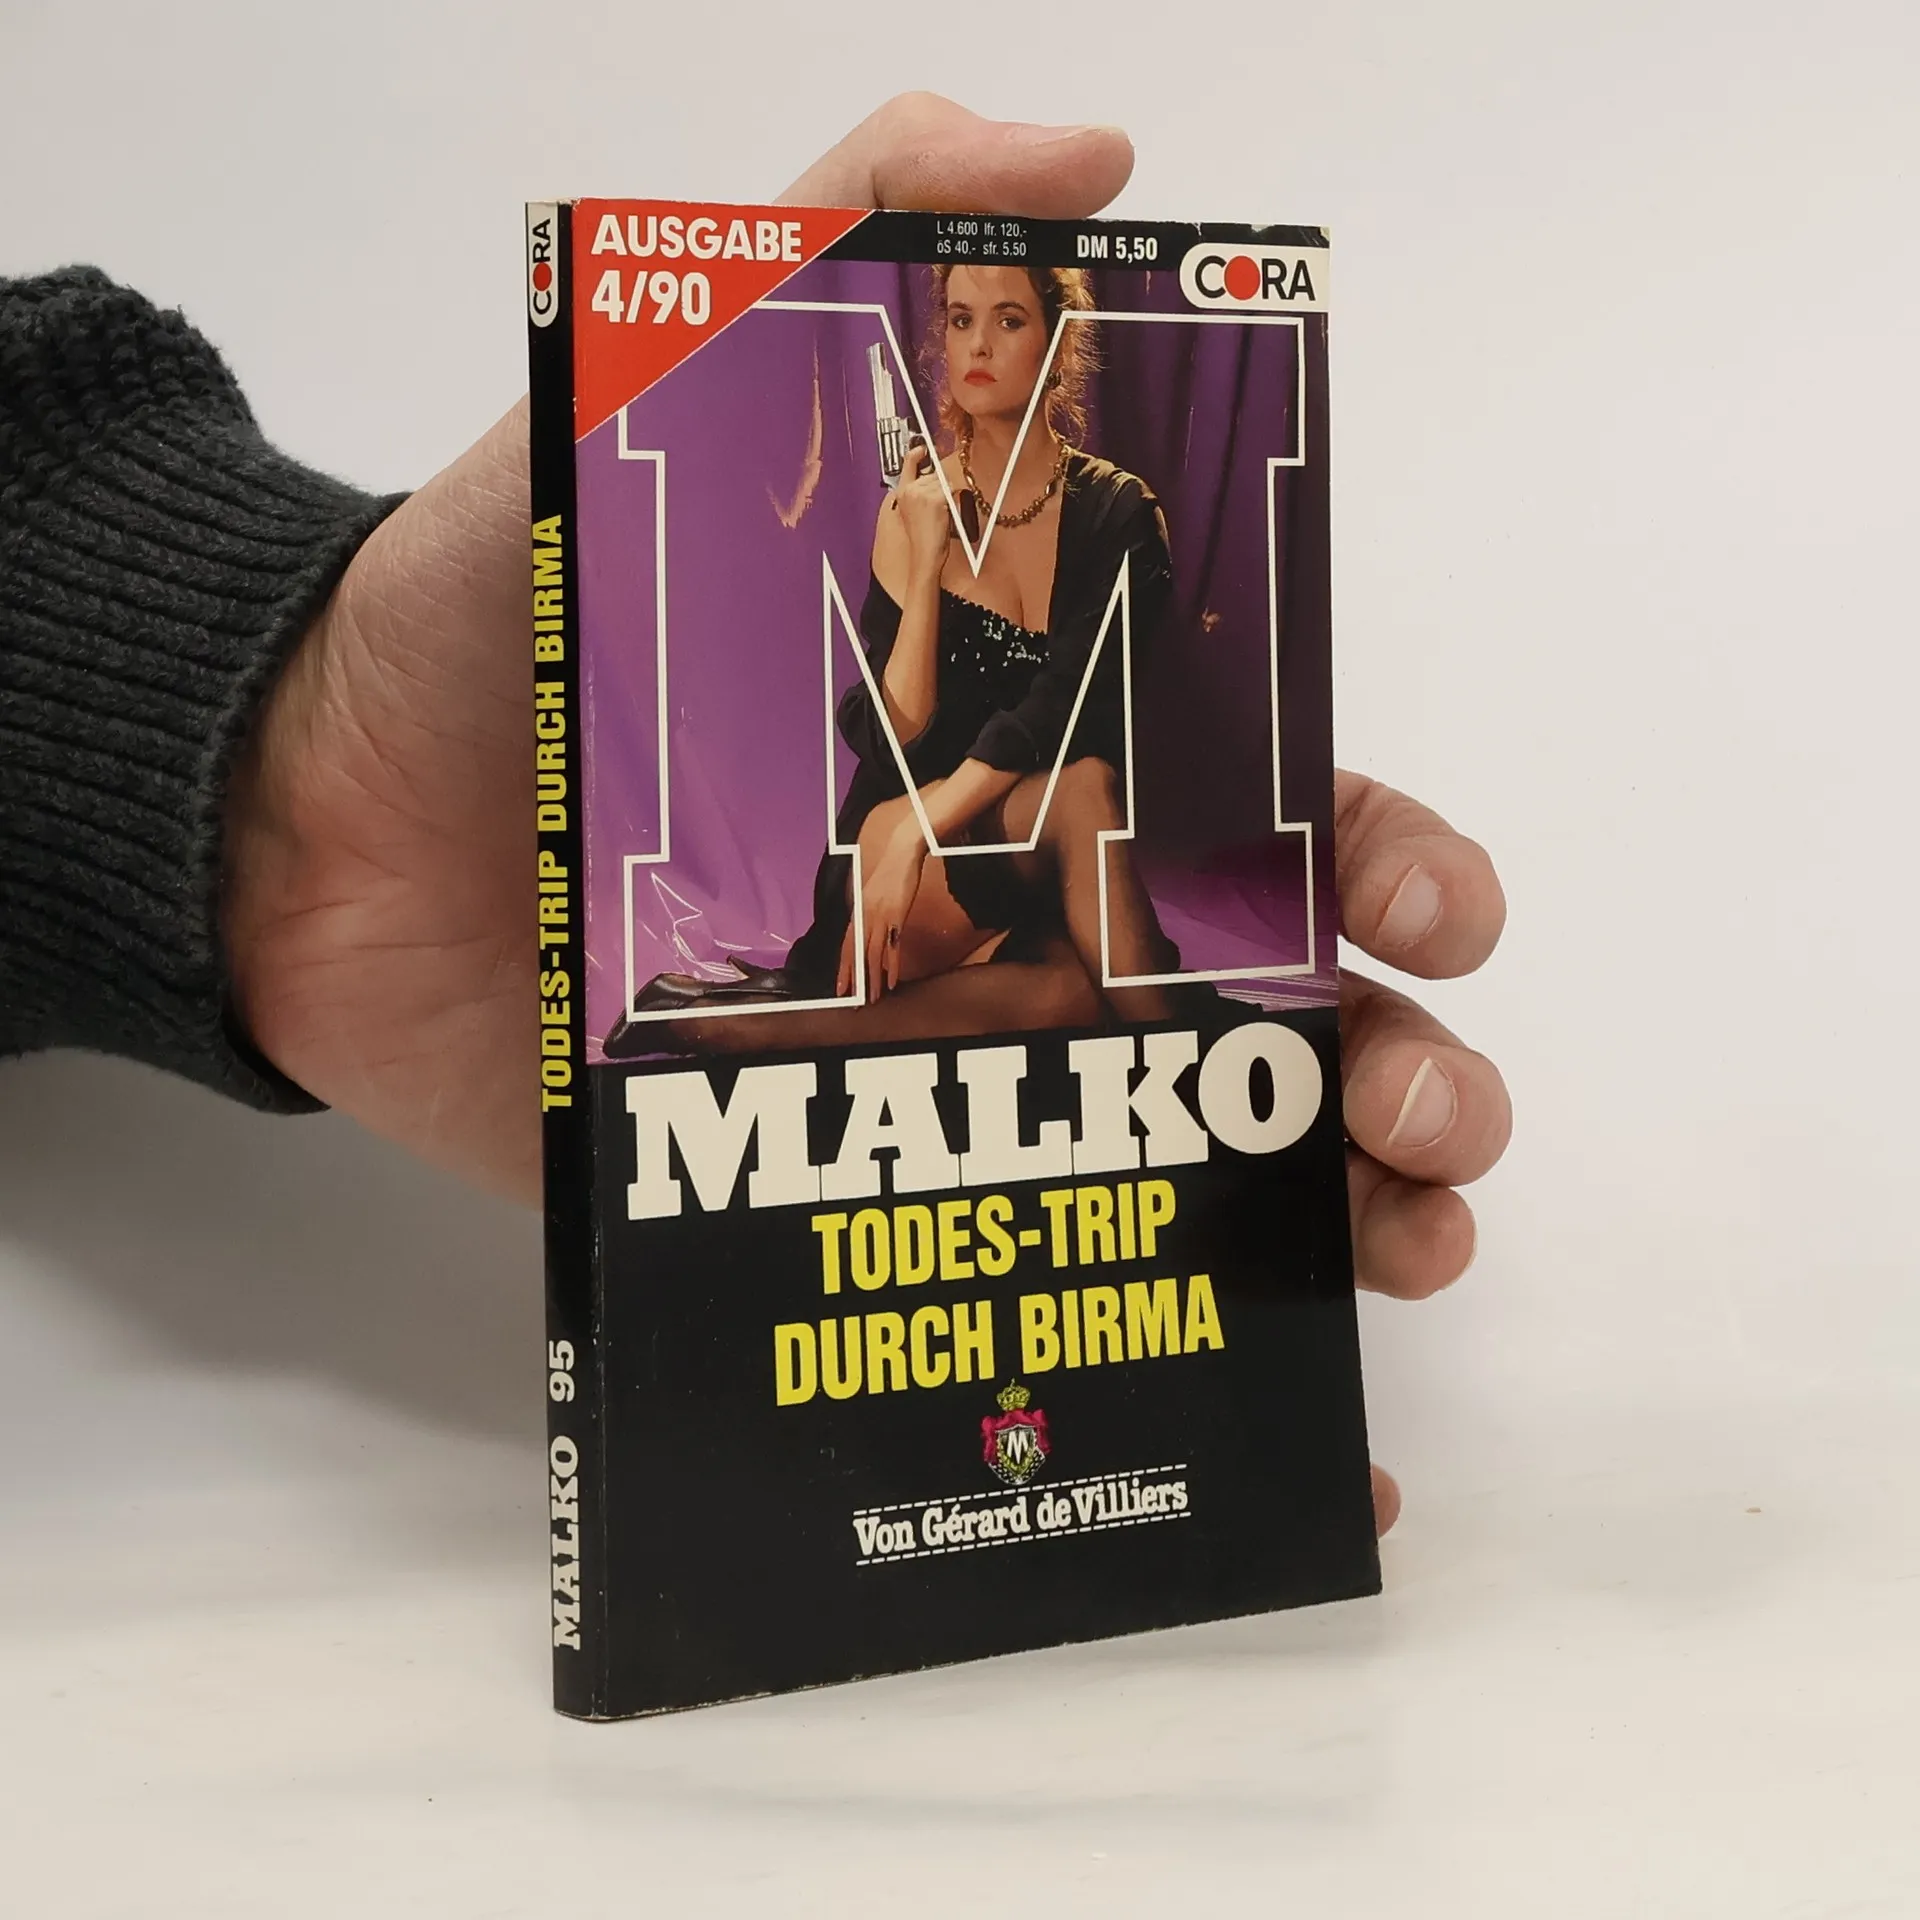 CORA
TODES-TRIP DURCH BIRMA
MALKO 95
AUSGABE
4/90
L 4.600 lfr. 120,-
öS 40,- sfr. 5.50
DM 5,50
CORA
M
MALKO
TODES-TRIP
DURCH BIRMA
M
Von Gérard de Villiers